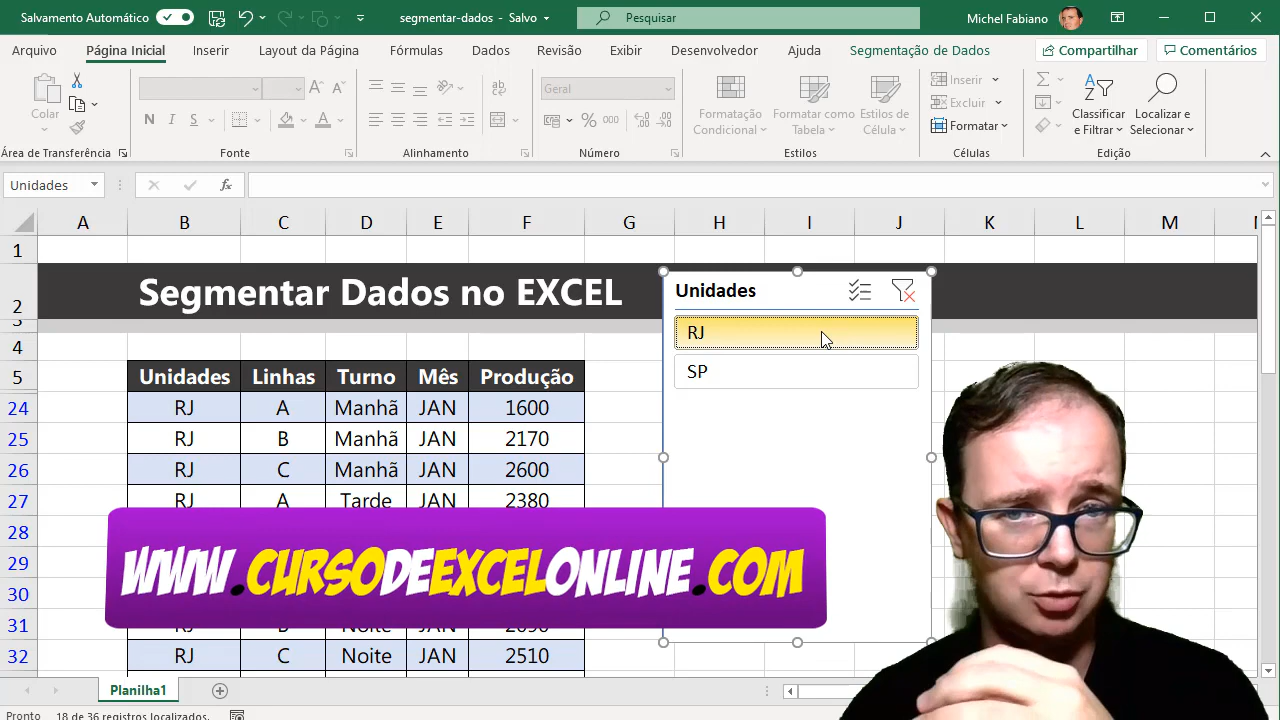 Salvamento Automático
segmentar-dados - Salvo
Pesquisar
Michel Fabiano
Arquivo
Página Inicial
Inserir
Layout da Página
Fórmulas
Dados
Revisão
Exibir
Desenvolvedor
Ajuda
Segmentação de Dados
Compartilhar
Comentários
Colar
Área de Transferência
N I S
Fonte
Alinhamento
Geral
% 000
Número
Formatação Condicional
Formatar como Tabela
Estilos de Célula
Estilos
Inserir
Excluir
Formatar
Células
Classificar e Filtrar
Localizar e Selecionar
Edição
Unidades
fx
A B C D E F G H I J K L M
1
2 Segmentar Dados no EXCEL
3
4
5 Unidades Linhas Turno Mês Produção
24 RJ A Manhã JAN 1600
25 RJ B Manhã JAN 2170
26 RJ C Manhã JAN 2600
27 RJ A Tarde JAN 2380
28
29
30
31 RJ
32 RJ C Noite JAN 2510
Unidades
RJ
SP
WWW.CURSODEEXCELONLINE.COM
Planilha1
Pronto
18 de 36 registros localizados.